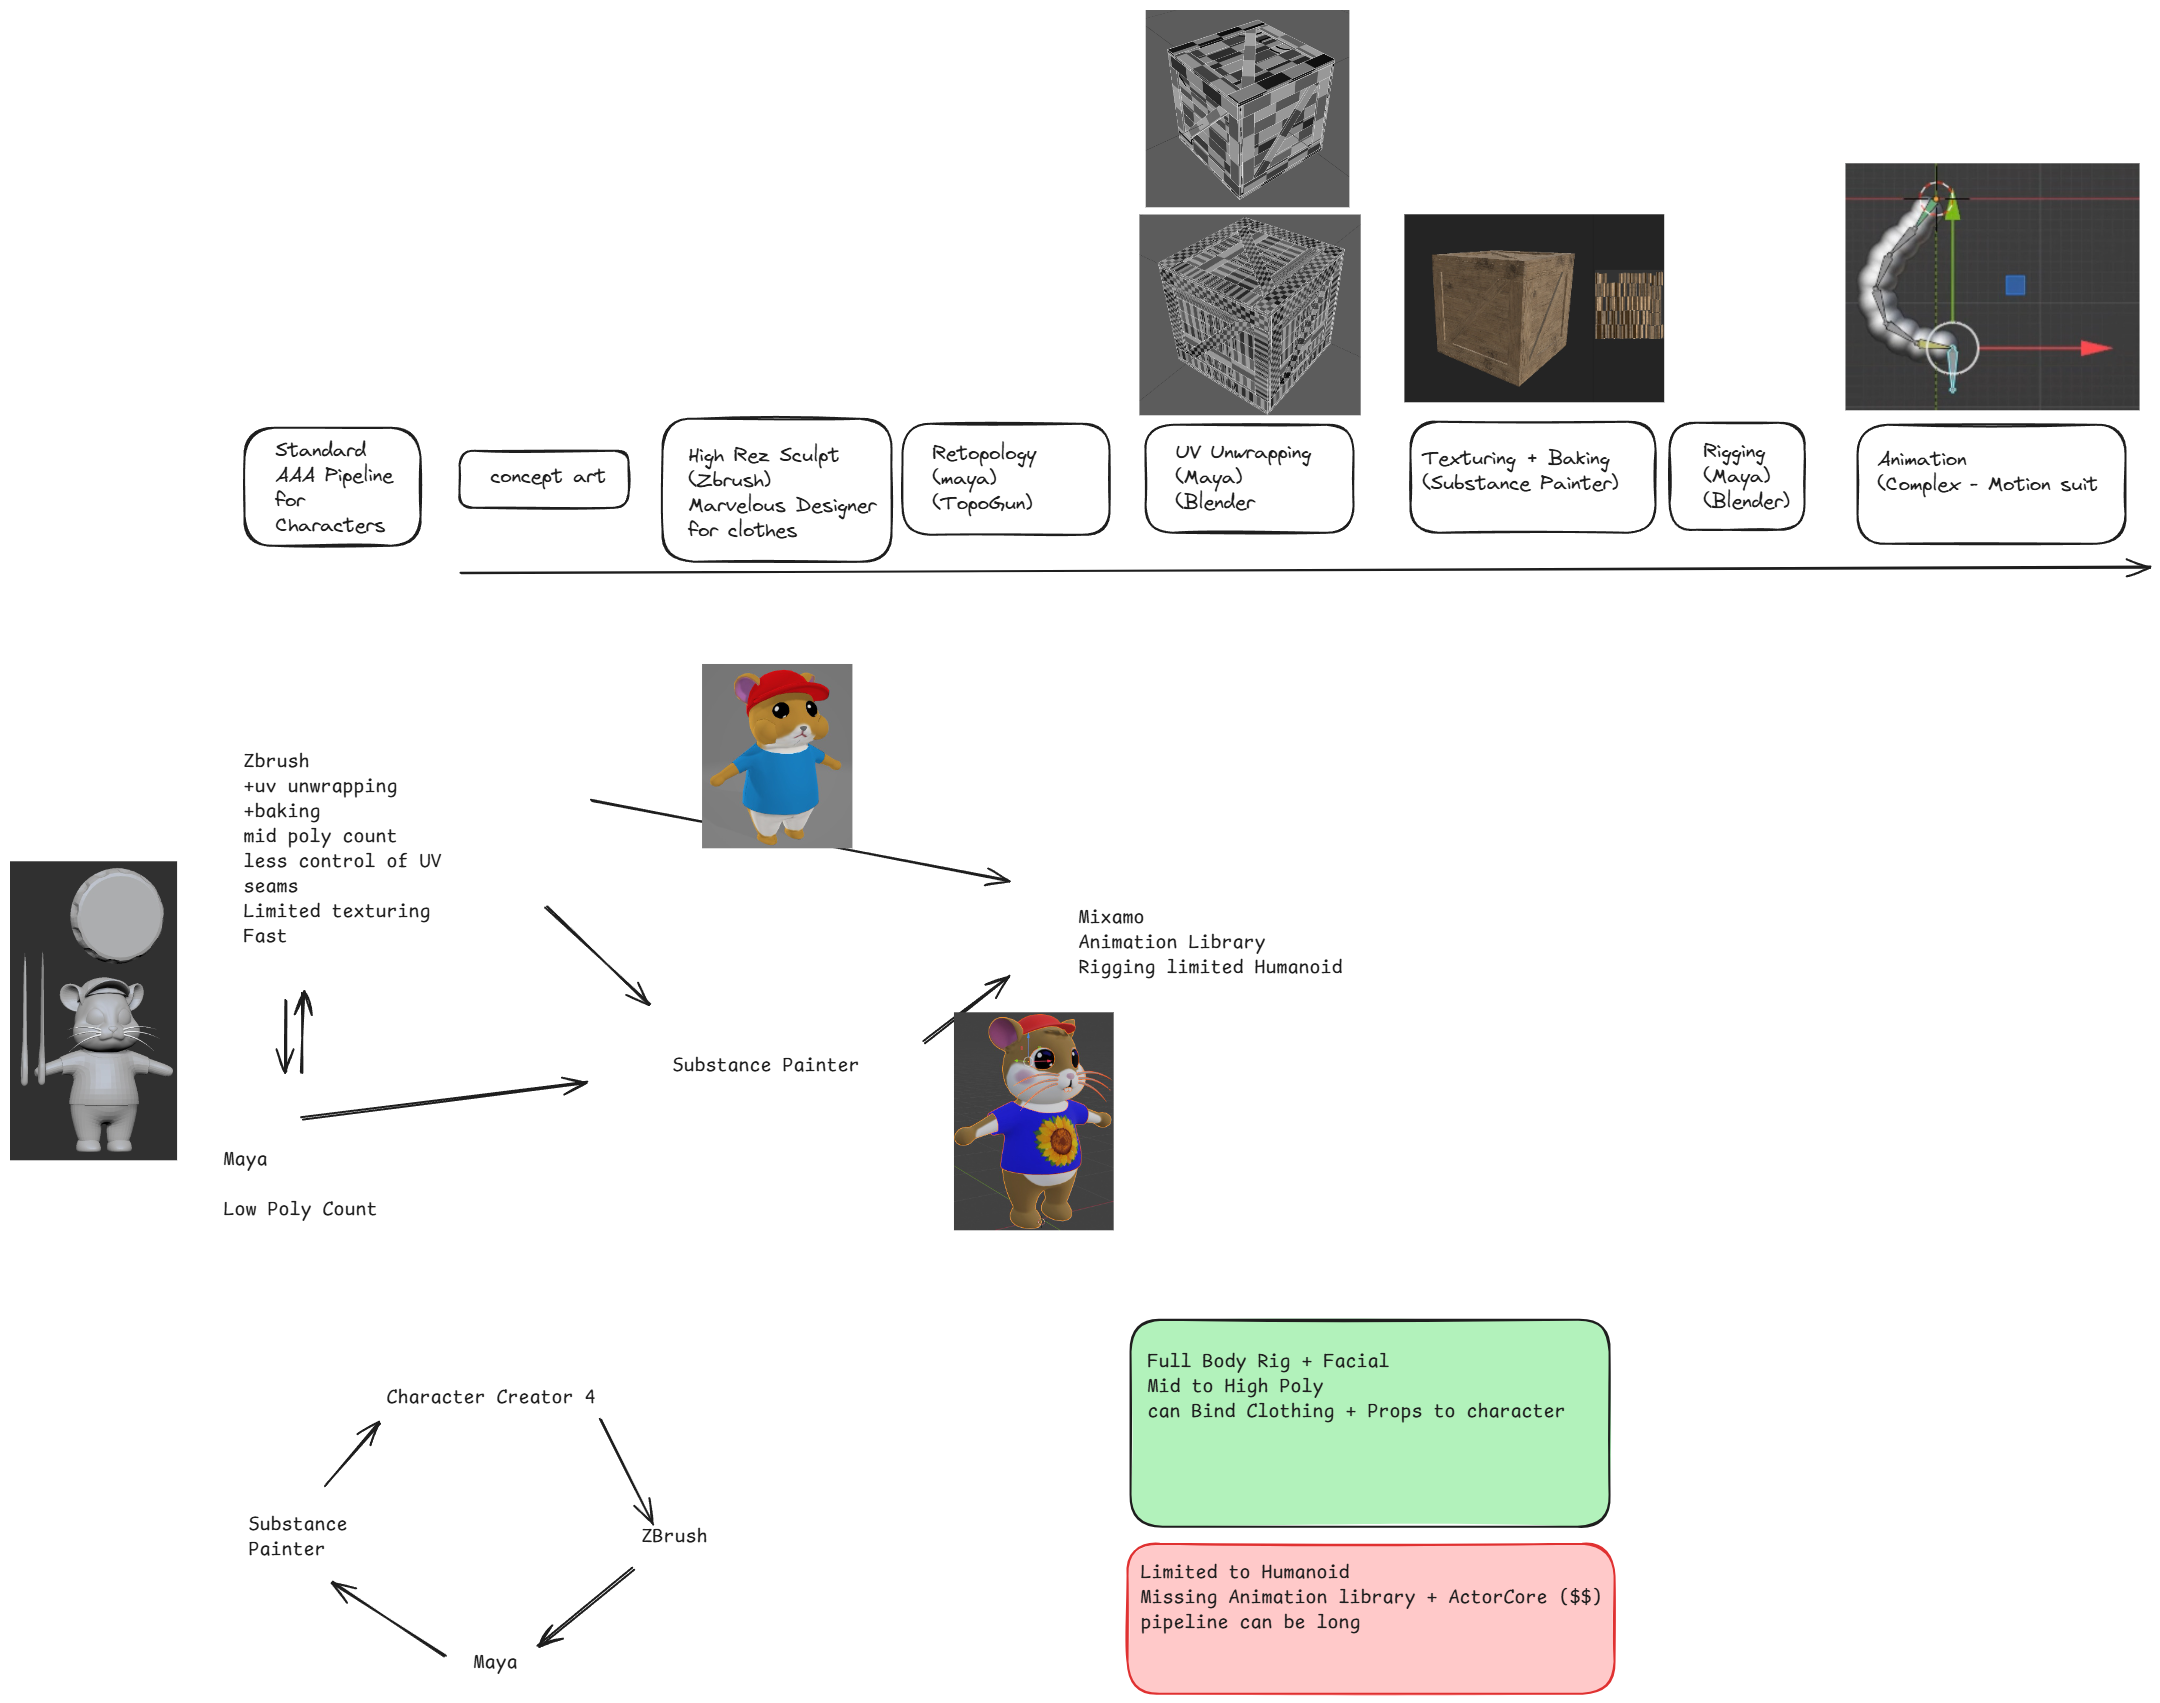 Standard
AAA Pipeline
for
Characters
concept art
High Rez Sculpt
(Zbrush)
Marvelous Designer
for clothes
Retopology
(maya)
(TopoGun)
UV Unwrapping
(Maya)
(Blender
Texturing + Baking
(Substance Painter)
Rigging
(Maya)
(Blender)
Animation
(Complex - Motion suit
Zbrush
+uv unwrapping
+baking
mid poly count
less control of UV
seams
Limited texturing
Fast
Mixamo
Animation Library
Rigging limited Humanoid
Substance Painter
Maya
Low Poly Count
Character Creator 4
ZBrush
Maya
Substance
Painter
Full Body Rig + Facial
Mid to High Poly
can Bind Clothing + Props to character
Limited to Humanoid
Missing Animation library + ActorCore ($$)
pipeline can be long